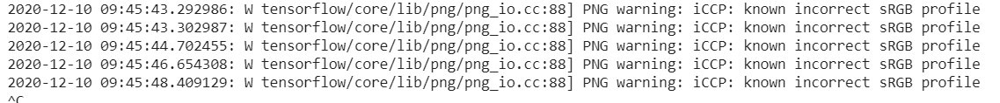 2020-12-10 09:45:43.292986: W tensorflow/core/lib/png/png_io.cc:88] PNG warning: iCCP: known incorrect sRGB profile
2020-12-10 09:45:43.302987: W tensorflow/core/lib/png/png_io.cc:88] PNG warning: iCCP: known incorrect sRGB profile
2020-12-10 09:45:44.702455: W tensorflow/core/lib/png/png_io.cc:88] PNG warning: iCCP: known incorrect sRGB profile
2020-12-10 09:45:46.654308: W tensorflow/core/lib/png/png_io.cc:88] PNG warning: iCCP: known incorrect sRGB profile
2020-12-10 09:45:48.409129: W tensorflow/core/lib/png/png_io.cc:88] PNG warning: iCCP: known incorrect sRGB profile
^C